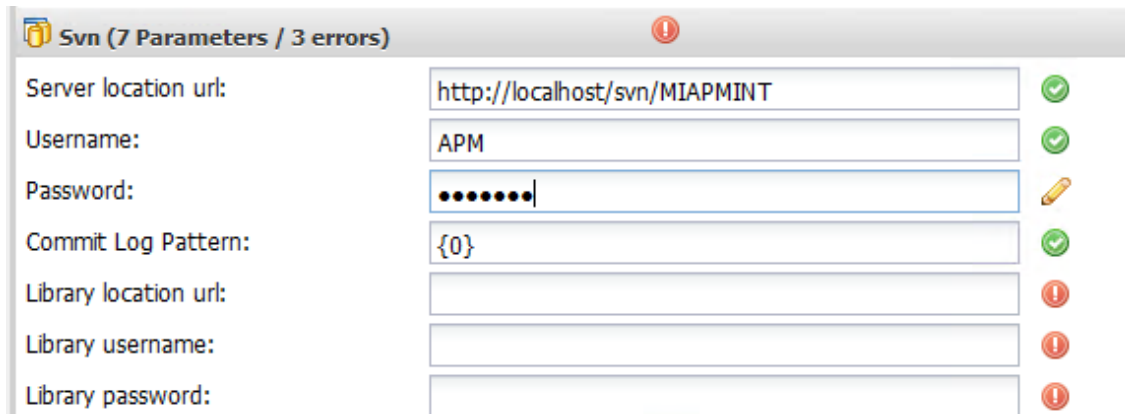 Svn (7 Parameters / 3 errors)
Server location url: http://localhost/svn/MIAPMINT
Username: APM
Password: •••••••
Commit Log Pattern: {0}
Library location url:
Library username:
Library password: